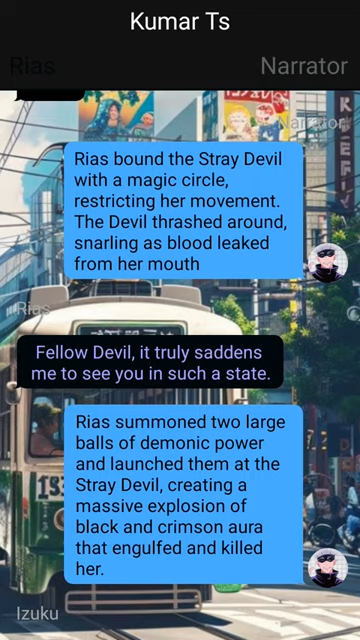 Kumar Ts
Rias
Narrator
Narrator
Rias bound the Stray Devil
with a magic circle,
restricting her movement.
The Devil thrashed around,
snarling as blood leaked
from her mouth
Rias
Fellow Devil, it truly saddens
me to see you in such a state.
Rias summoned two large
balls of demonic power
and launched them at the
Stray Devil, creating a
massive explosion of
black and crimson aura
that engulfed and killed
her.
Izuku